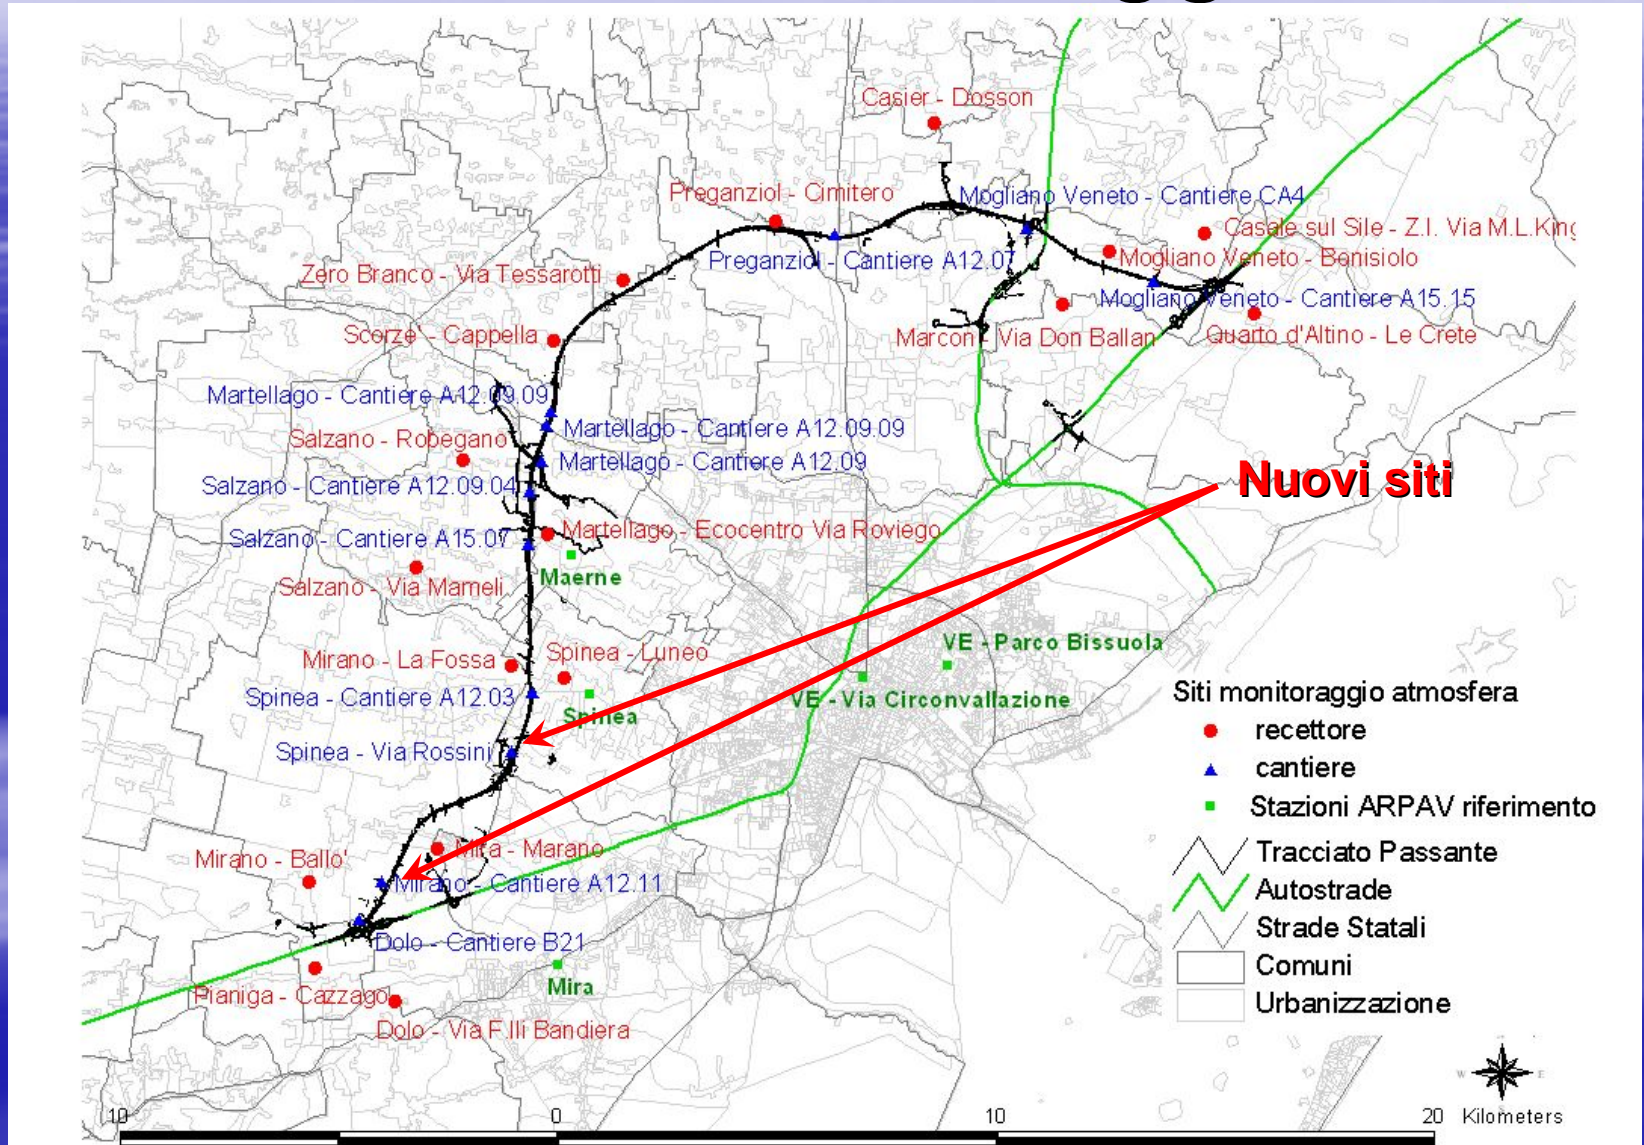 Casier - Dosson
Preganziol - Cimitero
Mogliano Veneto - Cantiere CA4
Casale sul Sile - Z.I. Via M.L.King
Preganziol - Cantiere A12.07
Mogliano Veneto - Bonisiolo
Zero Branco - Via Tessarotti
Mogliano Veneto - Cantiere A15.15
Scorze' - Cappella
Marcon - Via Don Ballan
Quarto d'Altino - Le Crete
Martellago - Cantiere A12.09.09
Martellago - Cantiere A12.09.09
Salzano - Robegano
Martellago - Cantiere A12.09
Nuovi siti
Salzano - Cantiere A12.09.04
Martellago - Ecocentro Via Roviego
Salzano - Cantiere A15.07
Maerne
Salzano - Via Mameli
VE - Parco Bissuola
Mirano - La Fossa
Spinea - Luneo
Spinea - Cantiere A12.03
VE - Via Circonvallazione
Spinea
Spinea - Via Rossini
Siti monitoraggio atmosfera
recettore
cantiere
Stazioni ARPAV riferimento
Tracciato Passante
Autostrade
Strade Statali
Comuni
Urbanizzazione
Mira - Marano
Mirano - Ballo'
Mirano - Cantiere A12.11
Dolo - Cantiere B21
Mira
Pianiga - Cazzago
Dolo - Via F.lli Bandiera
W E
10 0 10 20 Kilometers